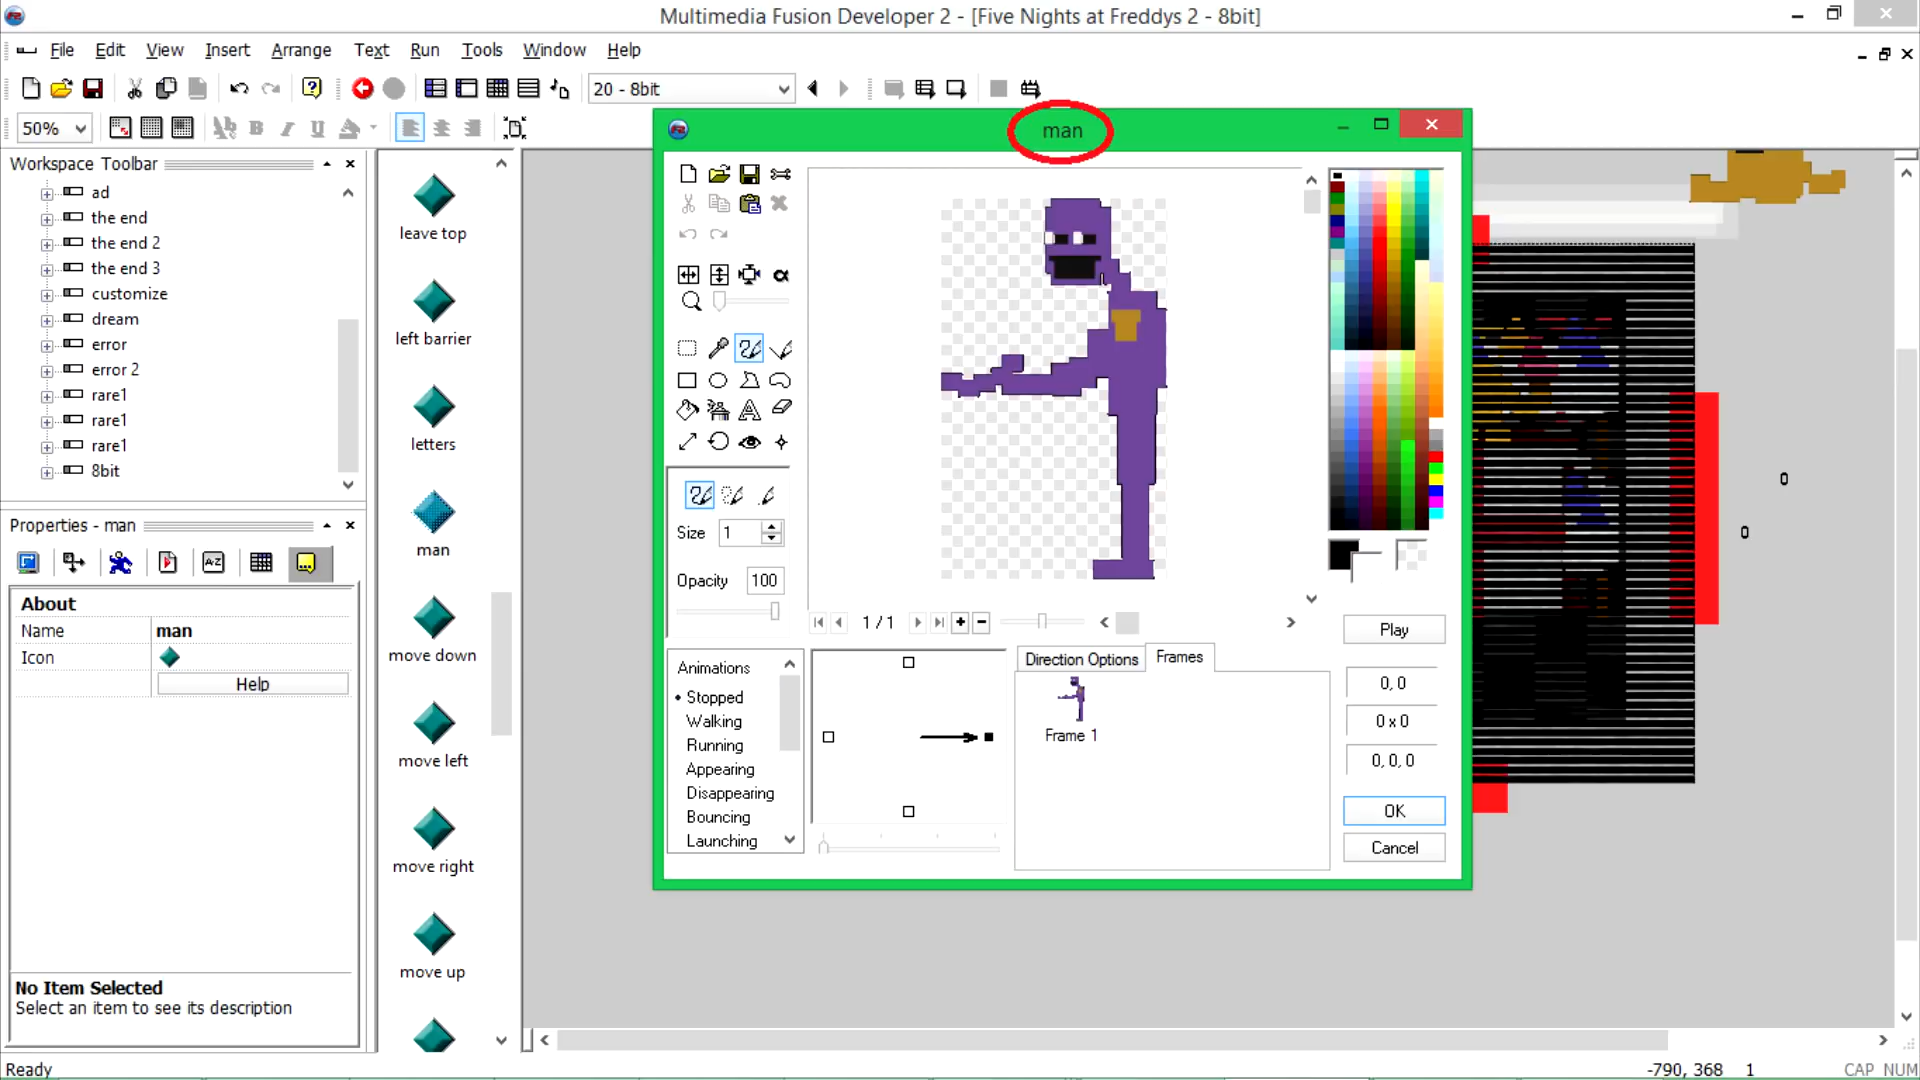 Multimedia Fusion Developer 2 - [Five Nights at Freddys 2 - 8bit]
File Edit View Insert Arrange Text Run Tools Window Help
20 - 8bit
50%
man
Workspace Toolbar
ad
the end
the end 2
the end 3
customize
dream
error
error 2
rare1
rare1
rare1
8bit
Properties - man
About
Name man
Icon
Help
No Item Selected
Select an item to see its description
leave top
left barrier
letters
man
move down
move left
move right
move up
Size 1
Opacity 100
1 / 1
Animations
Stopped
Walking
Running
Appearing
Disappearing
Bouncing
Launching
Direction Options Frames
Frame 1
Play
0, 0
0 x 0
0, 0, 0
OK
Cancel
0
0
Ready
-790, 368 1 CAP NUM